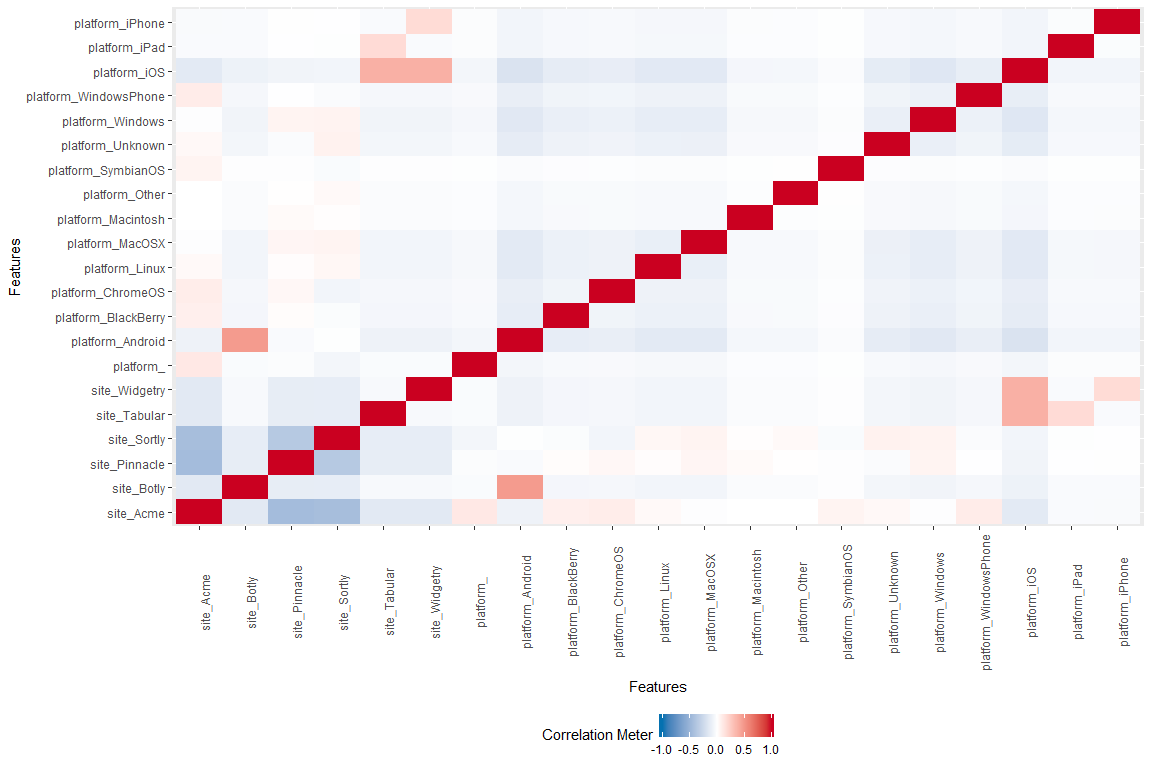 platform_iPhone
platform_iPad
platform_iOS
platform_WindowsPhone
platform_Windows
platform_Unknown
platform_SymbianOS
platform_Other
platform_Macintosh
platform_MacOSX
platform_Linux
platform_ChromeOS
platform_BlackBerry
platform_Android
platform_
site_Widgetry
site_Tabular
site_Sortly
site_Pinnacle
site_Botly
site_Acme
Features
site_Acme
site_Botly
site_Pinnacle
site_Sortly
site_Tabular
site_Widgetry
platform_
platform_Android
platform_BlackBerry
platform_ChromeOS
platform_Linux
platform_MacOSX
platform_Macintosh
platform_Other
platform_SymbianOS
platform_Unknown
platform_Windows
platform_WindowsPhone
platform_iOS
platform_iPad
platform_iPhone
Features
Correlation Meter
-1.0 -0.5 0.0 0.5 1.0